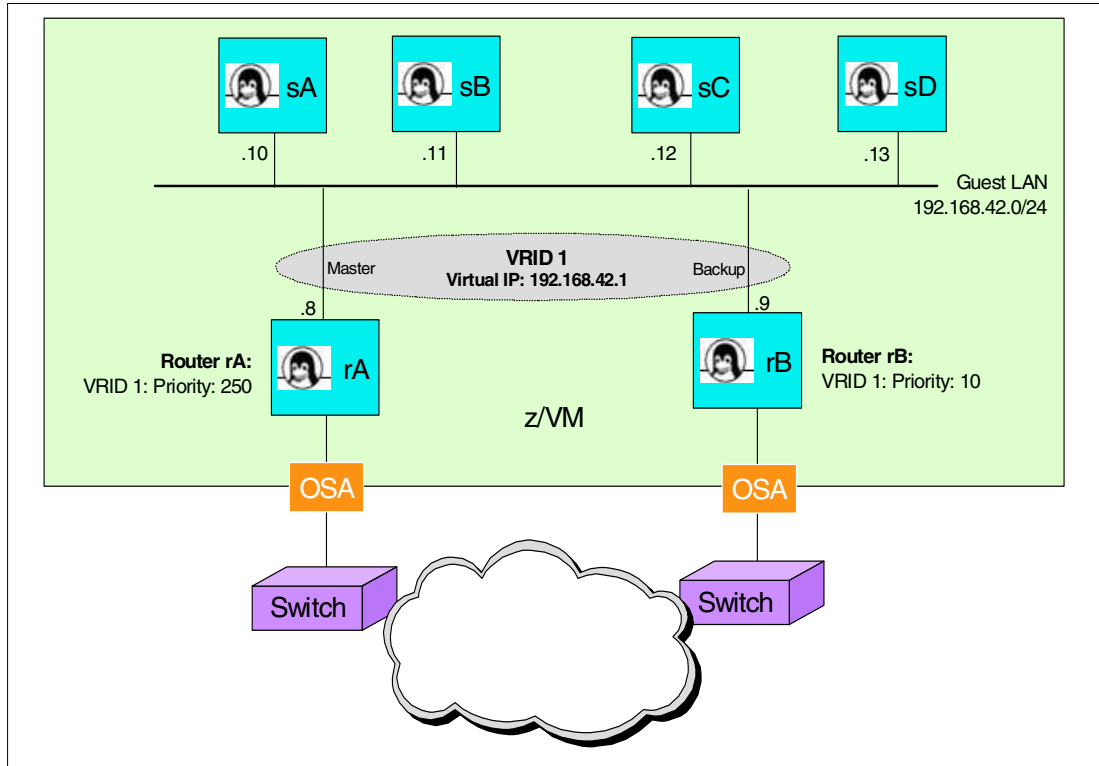 sA
sB
sC
sD
.10
.11
.12
.13
Guest LAN
192.168.42.0/24
VRID 1
Master
Backup
Virtual IP: 192.168.42.1
.8
.9
Router rA:
VRID 1: Priority: 250
rA
rB
Router rB:
VRID 1: Priority: 10
z/VM
OSA
OSA
Switch
Switch